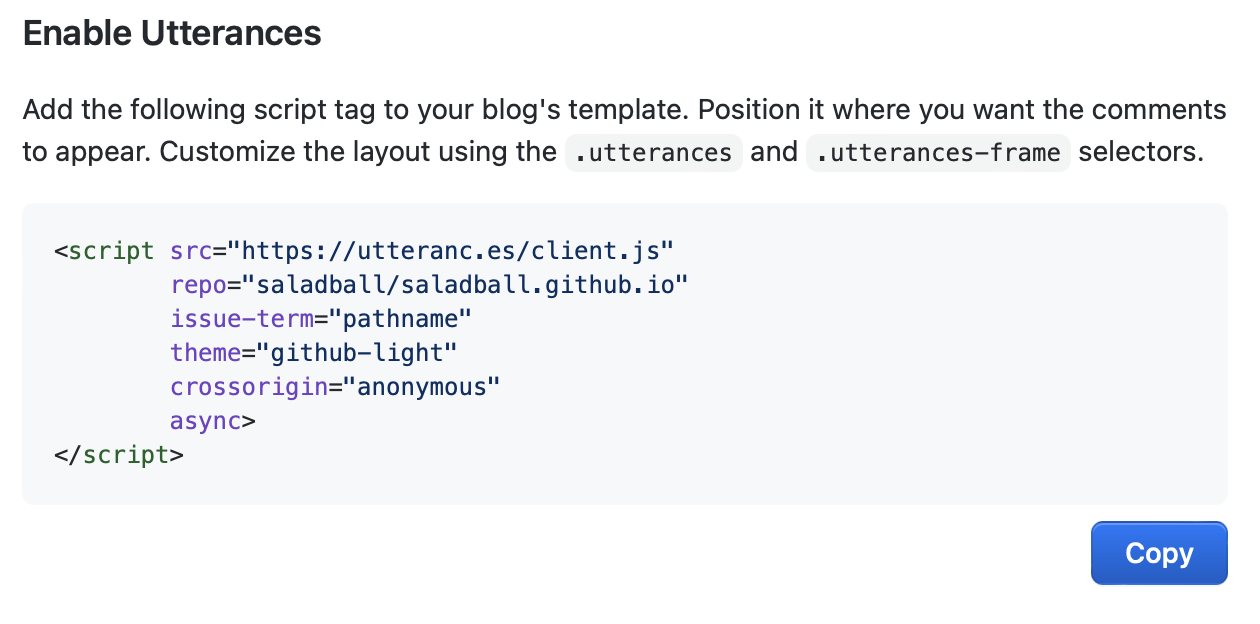 Enable Utterances
Add the following script tag to your blog's template. Position it where you want the comments
to appear. Customize the layout using the .utterances and .utterances-frame selectors.
<script src="https://utteranc.es/client.js"
        repo="saladball/saladball.github.io"
        issue-term="pathname"
        theme="github-light"
        crossorigin="anonymous"
        async>
</script>
Copy